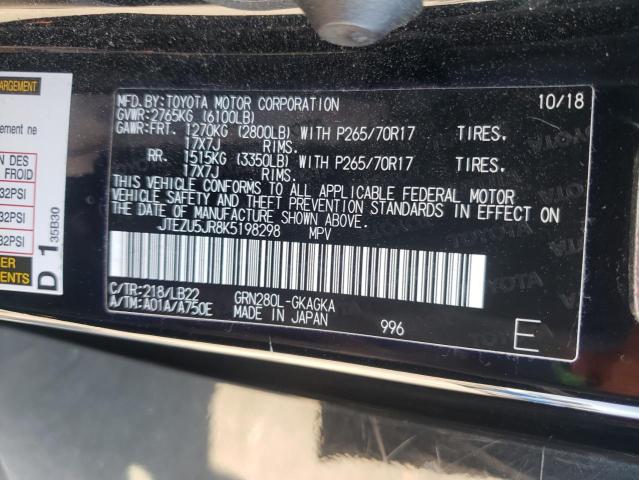 MFD.BY:TOYOTA MOTOR CORPORATION 10/18
GVWR:2765KG (6100LB)
GAWR:FRT. 1270KG (2800LB) WITH P265/70R17 TIRES,
17X7J RIMS.
RR. 1515KG (3350LB) WITH P265/70R17 TIRES,
17X7J RIMS.
THIS VEHICLE CONFORMS TO ALL APPLICABLE FEDERAL MOTOR
VEHICLE SAFETY AND THEFT PREVENTION STANDARDS IN EFFECT ON
THE DATE OF MANUFACTURE SHOWN ABOVE.
JTEZU5JR8K5198298 MPV
C/TR:218/LB22 GRN280L-GKAGKA
A/TM:A01A/A750E MADE IN JAPAN 996 E
ARGEMENT
ement ne
N DES
FROID
32PSI
32PSI
32PSI
ER
MENTS
D 1 35B30